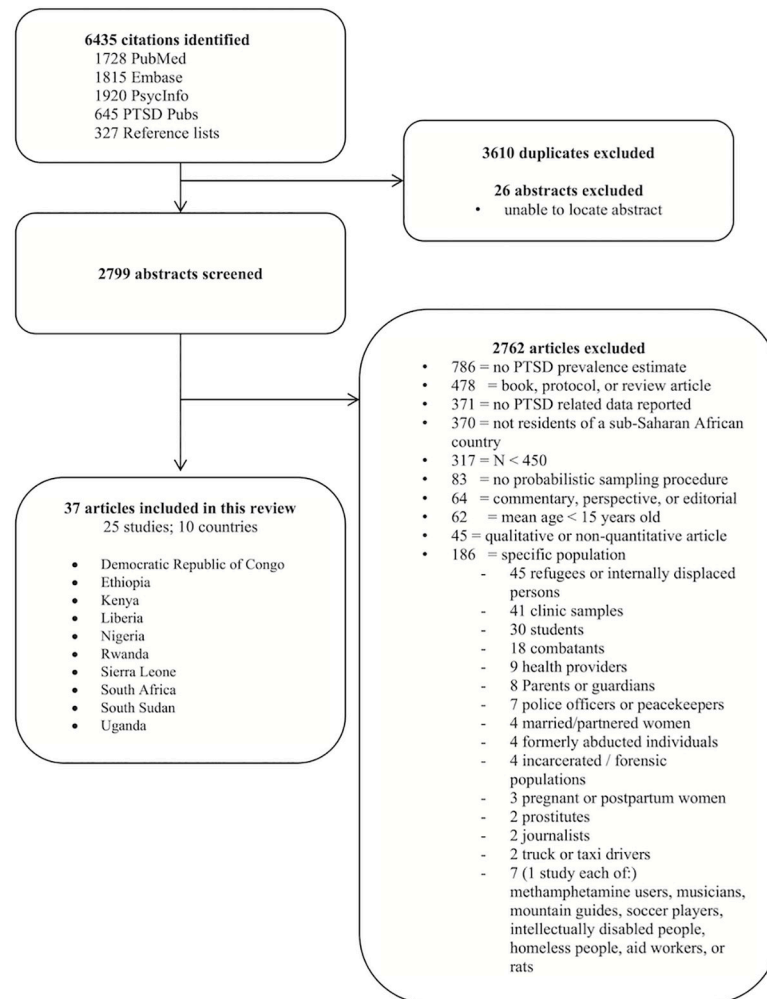 6435 citations identified
1728 PubMed
1815 Embase
1920 PsycInfo
645 PTSD Pubs
327 Reference lists
3610 duplicates excluded
26 abstracts excluded
• unable to locate abstract
2799 abstracts screened
2762 articles excluded
• 786 = no PTSD prevalence estimate
• 478 = book, protocol, or review article
• 371 = no PTSD related data reported
• 370 = not residents of a sub-Saharan African
country
• 317 = N < 450
• 83 = no probabilistic sampling procedure
• 64 = commentary, perspective, or editorial
• 62 = mean age < 15 years old
• 45 = qualitative or non-quantitative article
• 186 = specific population
- 45 refugees or internally displaced
persons
- 41 clinic samples
- 30 students
- 18 combatants
- 9 health providers
- 8 Parents or guardians
- 7 police officers or peacekeepers
- 4 married/partnered women
- 4 formerly abducted individuals
- 4 incarcerated / forensic
populations
- 3 pregnant or postpartum women
- 2 prostitutes
- 2 journalists
- 2 truck or taxi drivers
- 7 (1 study each of:)
methamphetamine users, musicians,
mountain guides, soccer players,
intellectually disabled people,
homeless people, aid workers, or
rats
37 articles included in this review
25 studies; 10 countries
• Democratic Republic of Congo
• Ethiopia
• Kenya
• Liberia
• Nigeria
• Rwanda
• Sierra Leone
• South Africa
• South Sudan
• Uganda